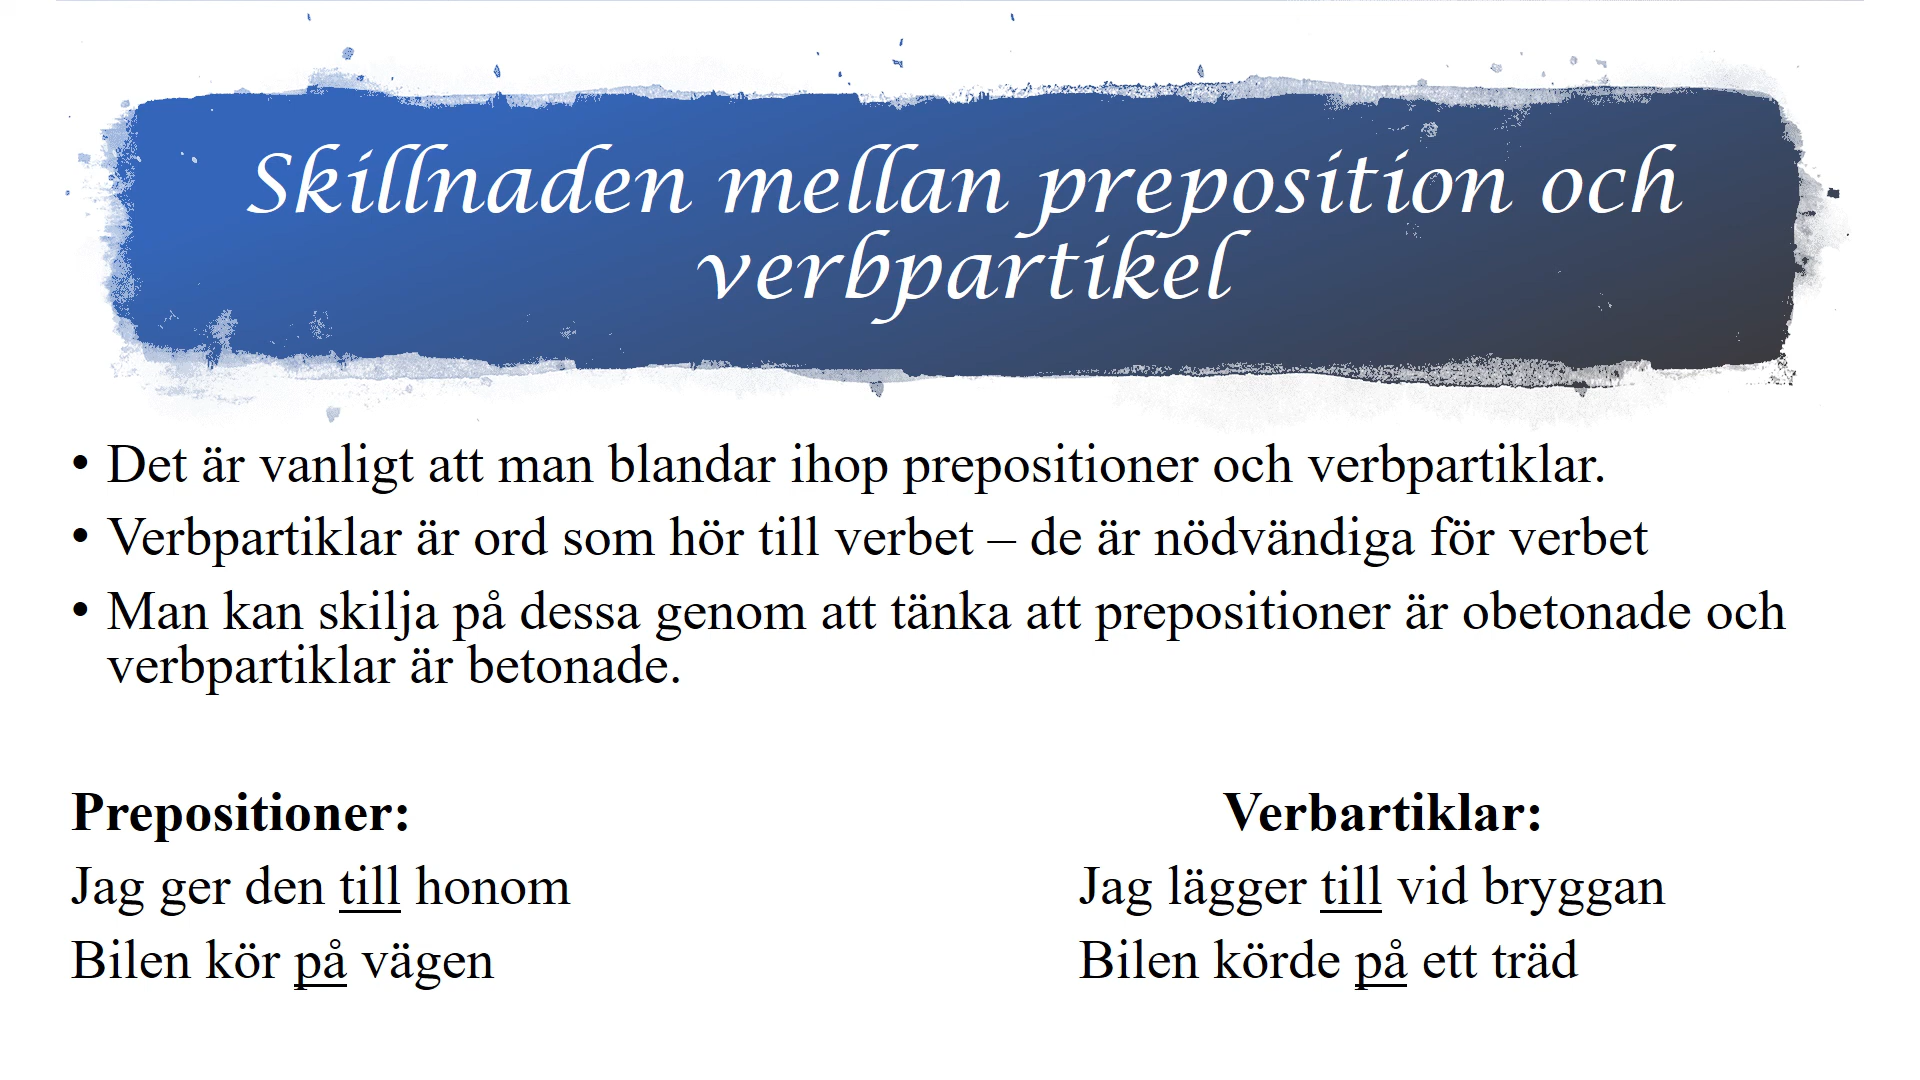 Skillnaden mellan preposition och
verbpartikel
• Det är vanligt att man blandar ihop prepositioner och verbpartiklar.
• Verbpartiklar är ord som hör till verbet – de är nödvändiga för verbet
• Man kan skilja på dessa genom att tänka att prepositioner är obetonade och
verbpartiklar är betonade.
Prepositioner:
Jag ger den till honom
Bilen kör på vägen
Verbartiklar:
Jag lägger till vid bryggan
Bilen körde på ett träd